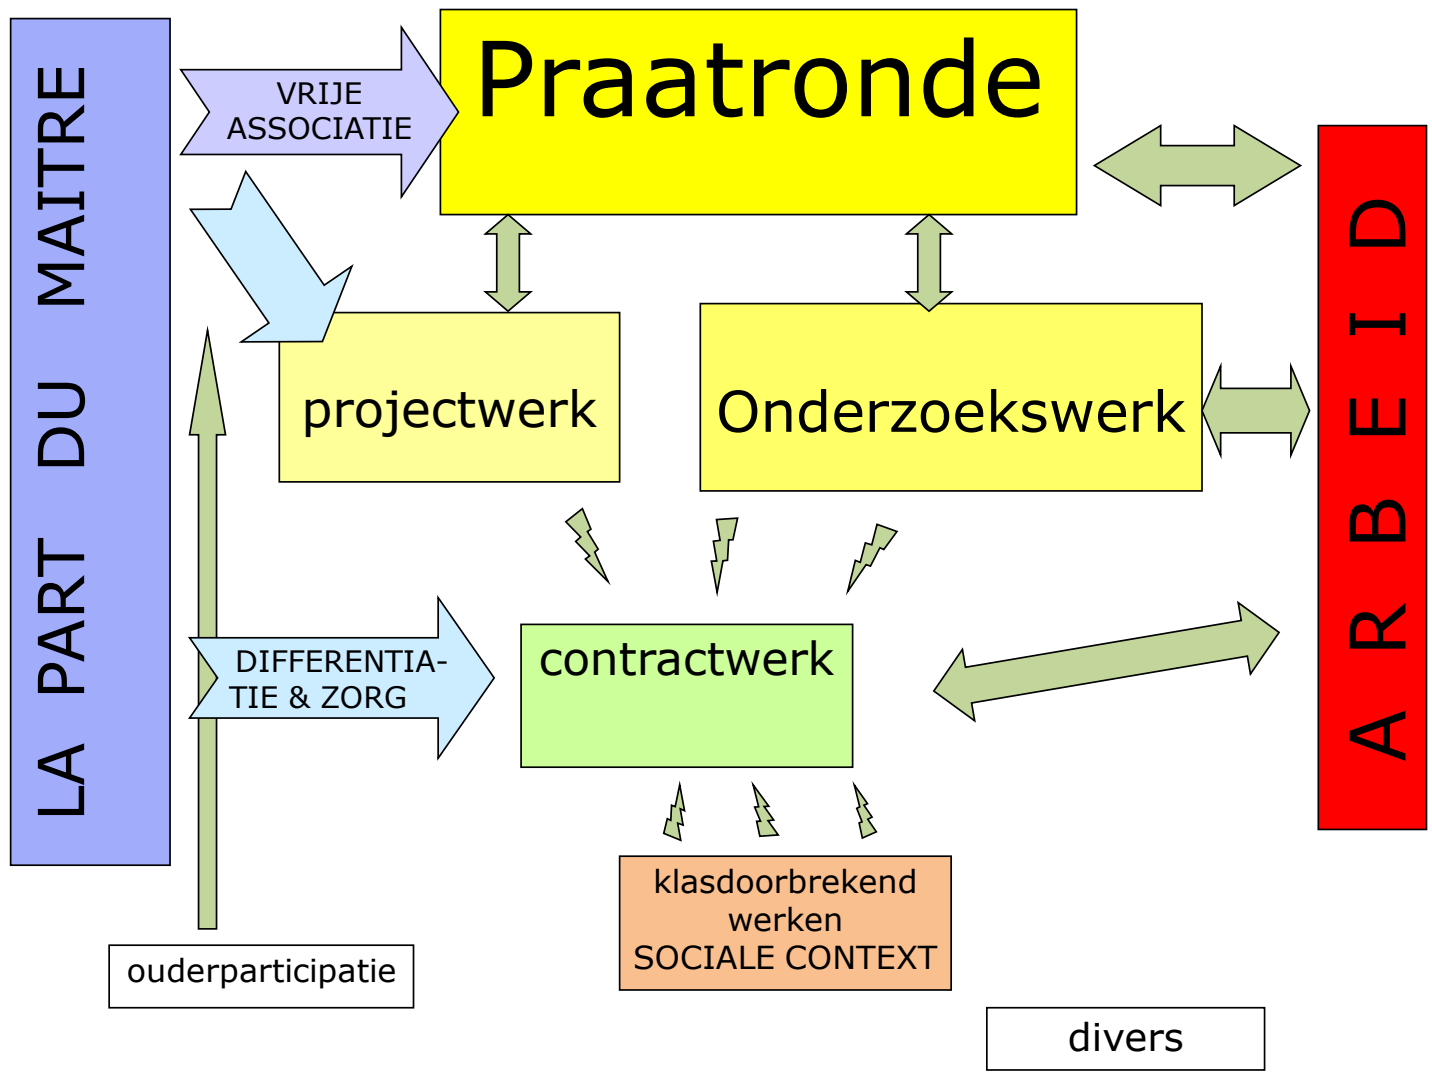 LA PART DU MAITRE
VRIJE
ASSOCIATIE
Praatronde
projectwerk
Onderzoekswerk
ARBEID
DIFFERENTIA-
TIE & ZORG
contractwerk
klasdoorbrekend
werken
SOCIALE CONTEXT
ouderparticipatie
divers